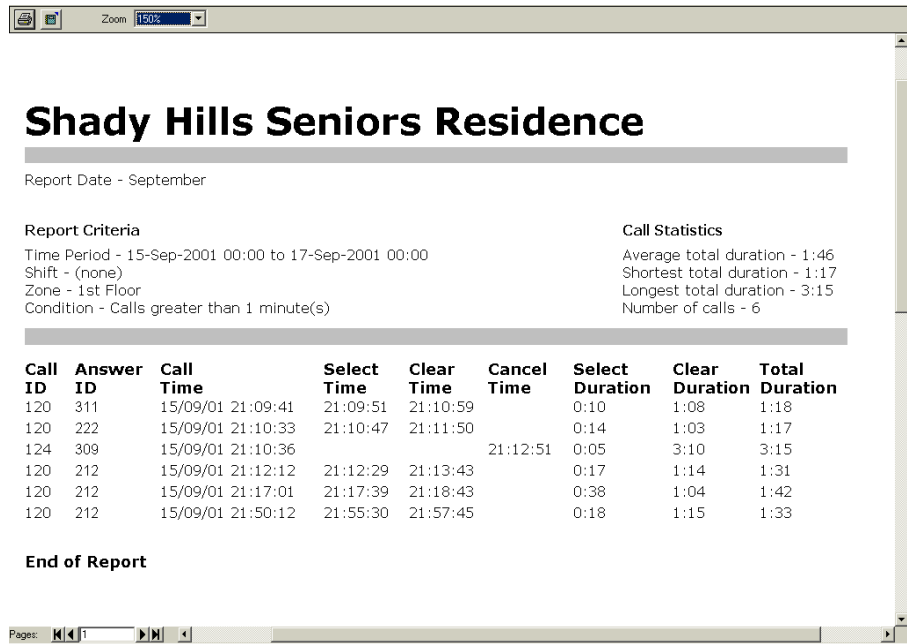 Zoom 150%
Shady Hills Seniors Residence
Report Date - September
Report Criteria
Time Period - 15-Sep-2001 00:00 to 17-Sep-2001 00:00
Shift - (none)
Zone - 1st Floor
Condition - Calls greater than 1 minute(s)
Call Statistics
Average total duration - 1:46
Shortest total duration - 1:17
Longest total duration - 3:15
Number of calls - 6
Call Answer Call Select Clear Cancel Select Clear Total
ID ID Time Time Time Time Duration Duration Duration
120 311 15/09/01 21:09:41 21:09:51 21:10:59 0:10 1:08 1:18
120 222 15/09/01 21:10:33 21:10:47 21:11:50 0:14 1:03 1:17
124 309 15/09/01 21:10:36 21:12:51 0:05 3:10 3:15
120 212 15/09/01 21:12:12 21:12:29 21:13:43 0:17 1:14 1:31
120 212 15/09/01 21:17:01 21:17:39 21:18:43 0:38 1:04 1:42
120 212 15/09/01 21:50:12 21:55:30 21:57:45 0:18 1:15 1:33
End of Report
Pages: 1